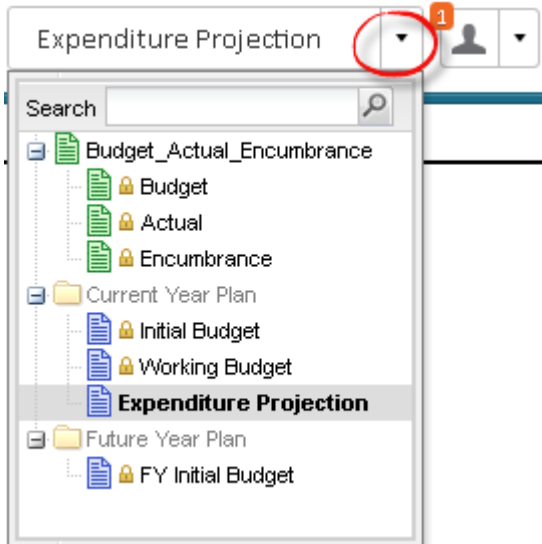 Expenditure Projection
1
Search
Budget_Actual_Encumbrance
Budget
Actual
Encumbrance
Current Year Plan
Initial Budget
Working Budget
Expenditure Projection
Future Year Plan
FY Initial Budget